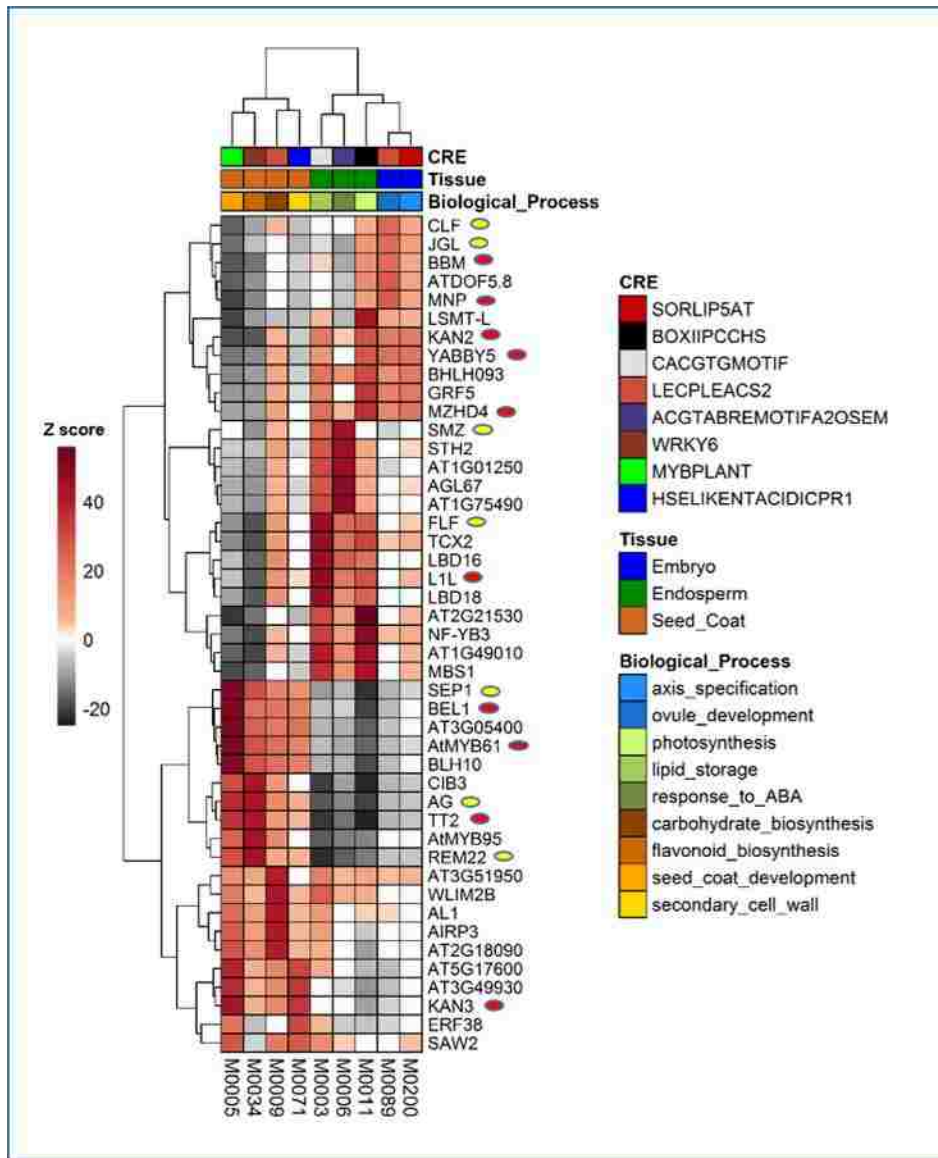 CRE
Tissue
Biological_Process
CLF
JGL
BBM
ATDOF5.8
MNP
LSMT-L
KAN2
YABBY5
BHLH093
GRF5
MZHD4
SMZ
STH2
AT1G01250
AGL67
AT1G75490
FLF
TCX2
LBD16
L1L
LBD18
AT2G21530
NF-YB3
AT1G49010
MBS1
SEP1
BEL1
AT3G05400
AtMYB61
BLH10
CIB3
AG
TT2
AtMYB95
REM22
AT3G51950
WLIM2B
AL1
AIRP3
AT2G18090
AT5G17600
AT3G49930
KAN3
ERF38
SAW2
M0005
M0034
M0009
M0071
M0003
M0006
M0011
M0089
M0200
Z score
40
20
0
-20
CRE
SORLIP5AT
BOXIIPCCHS
CACGTGMOTIF
LECPLEACS2
ACGTABREMOTIFA2OSEM
WRKY6
MYBPLANT
HSELIKENTACIDICPR1
Tissue
Embryo
Endosperm
Seed_Coat
Biological_Process
axis_specification
ovule_development
photosynthesis
lipid_storage
response_to_ABA
carbohydrate_biosynthesis
flavonoid_biosynthesis
seed_coat_development
secondary_cell_wall